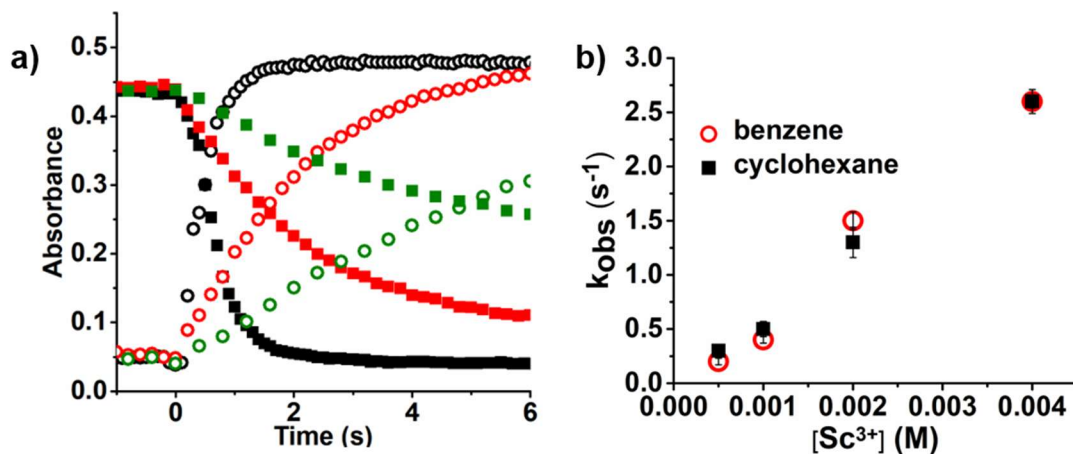 a)
Absorbance
0.5
0.4
0.3
0.2
0.1
0.0
0
2
4
6
Time (s)
b)
kobs (s⁻¹)
3.0
2.5
2.0
1.5
1.0
0.5
0.0
benzene
cyclohexane
0.000 0.001 0.002 0.003 0.004
[Sc³⁺] (M)